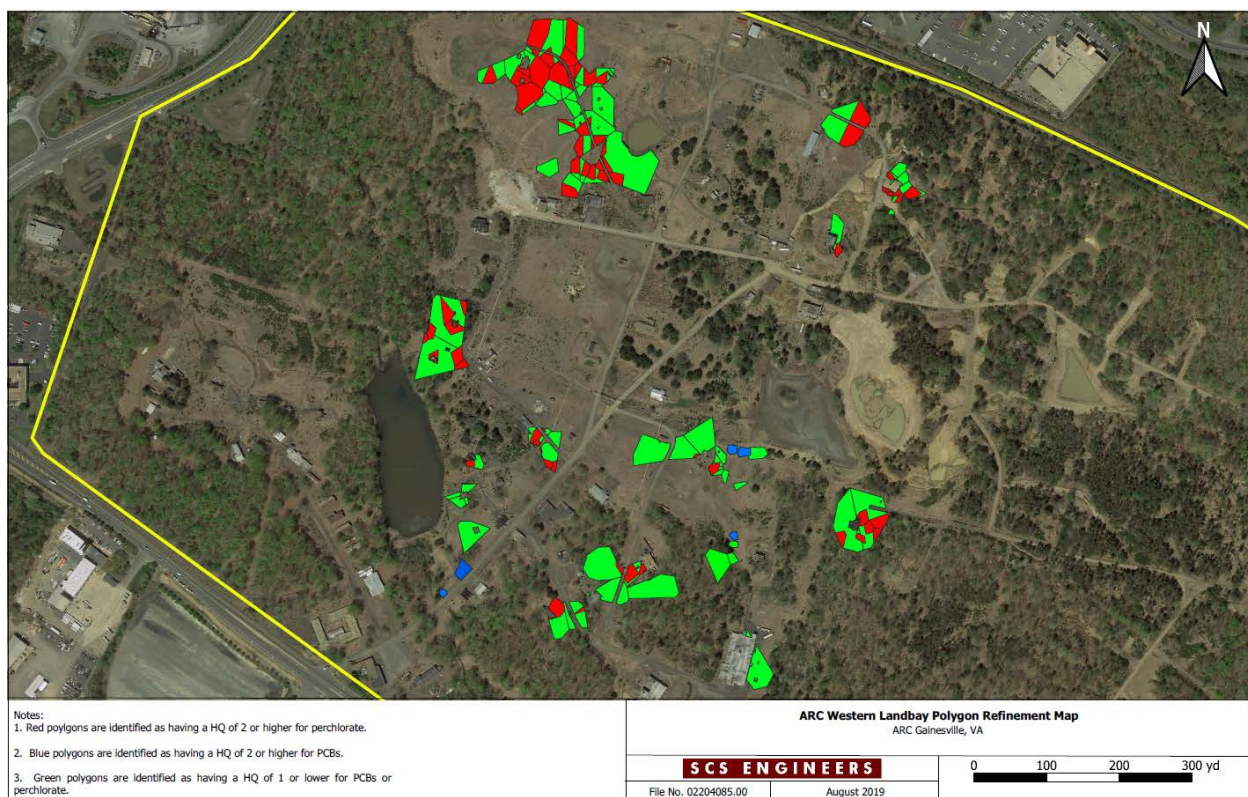 N
Notes:
1. Red poylgons are identified as having a HQ of 2 or higher for perchlorate.
2. Blue polygons are identified as having a HQ of 2 or higher for PCBs.
3. Green polygons are identified as having a HQ of 1 or lower for PCBs or
perchlorate.
ARC Western Landbay Polygon Refinement Map
ARC Gainesville, VA
SCS ENGINEERS
File No. 02204085.00
August 2019
0 100 200 300 yd